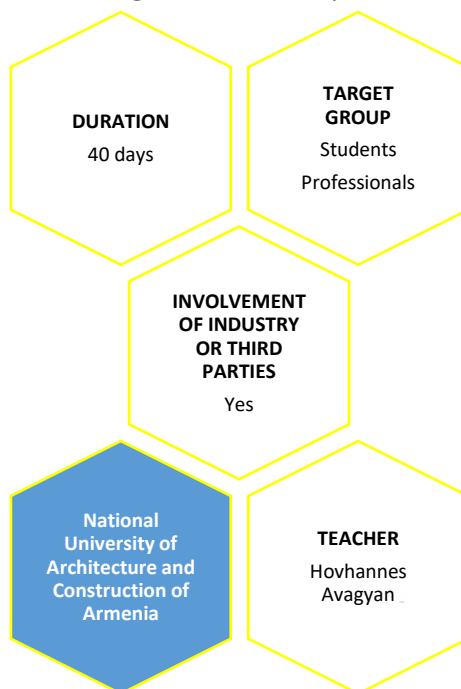 DURATION
40 days
TARGET
GROUP
Students
Professionals
INVOLVEMENT
OF INDUSTRY
OR THIRD
PARTIES
Yes
National
University of
Architecture and
Construction of
Armenia
TEACHER
Hovhannes
Avagyan